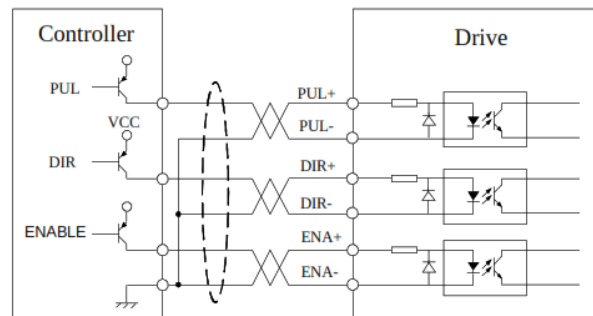 Controller
Drive
PUL
PUL+
VCC
PUL-
DIR
DIR+
DIR-
ENABLE
ENA+
ENA-